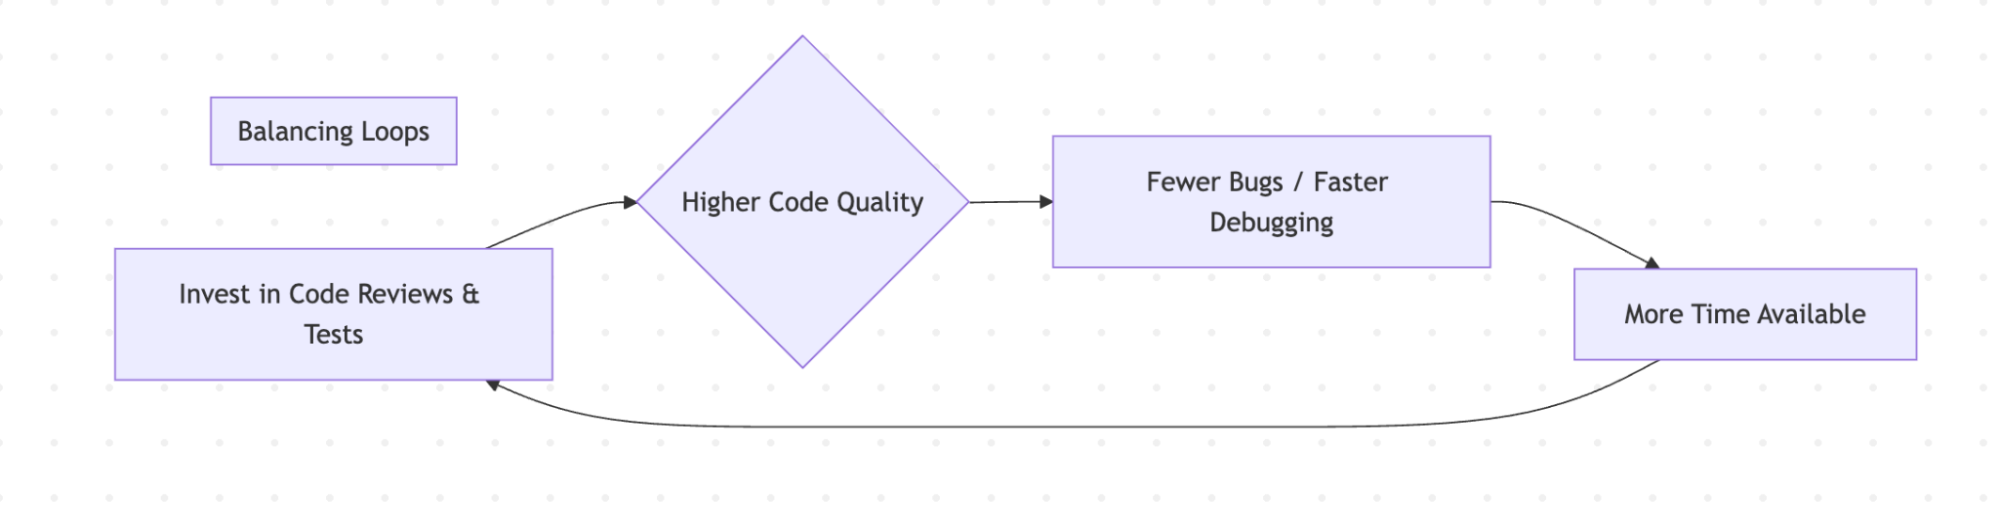 Balancing Loops
Invest in Code Reviews &
Tests
Higher Code Quality
Fewer Bugs / Faster
Debugging
More Time Available